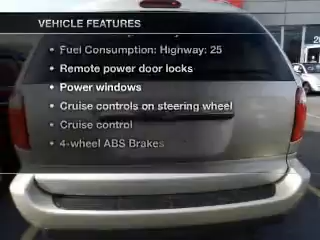 VEHICLE FEATURES
• Fuel Consumption: Highway: 25
• Remote power door locks
• Power windows
• Cruise controls on steering wheel
• Cruise control
• 4-wheel ABS Brakes
20